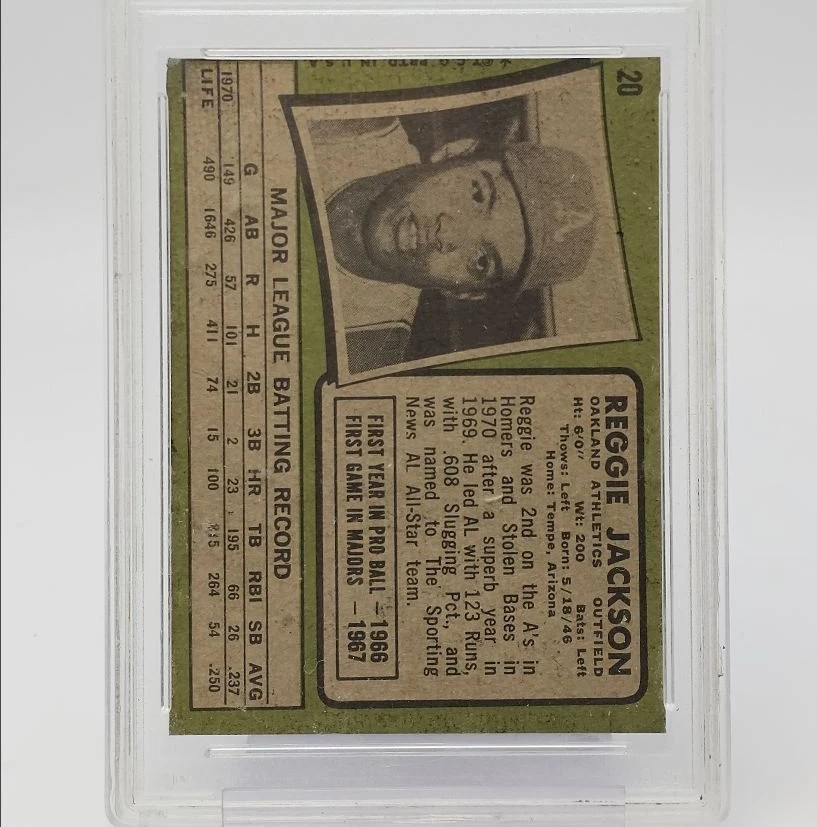 20
REGGIE JACKSON
OAKLAND ATHLETICS OUTFIELD
Ht: 6'0" Wt: 200 Bats: Left
Thows: Left Born: 5/18/46
Home: Tempe, Arizona
Reggie was 2nd on the A's in
Homers and Stolen Bases in
1970 after a superb year in
1969. He led AL with 123 Runs,
with .608 Slugging Pct., and
was named to The Sporting
News AL All-Star team.
FIRST YEAR IN PRO BALL — 1966
FIRST GAME IN MAJORS — 1967
A
MAJOR LEAGUE BATTING RECORD
G AB R H 2B 3B HR TB RBI SB AVG
1970 149 426 57 101 21 2 23 195 66 26 .237
LIFE 490 1646 275 411 74 15 100 264 54 .250
* © T.C.G. PRTD. IN U.S.A.